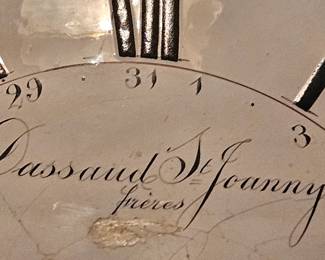 29 31 1 3
Dassaud St Joanny
frères